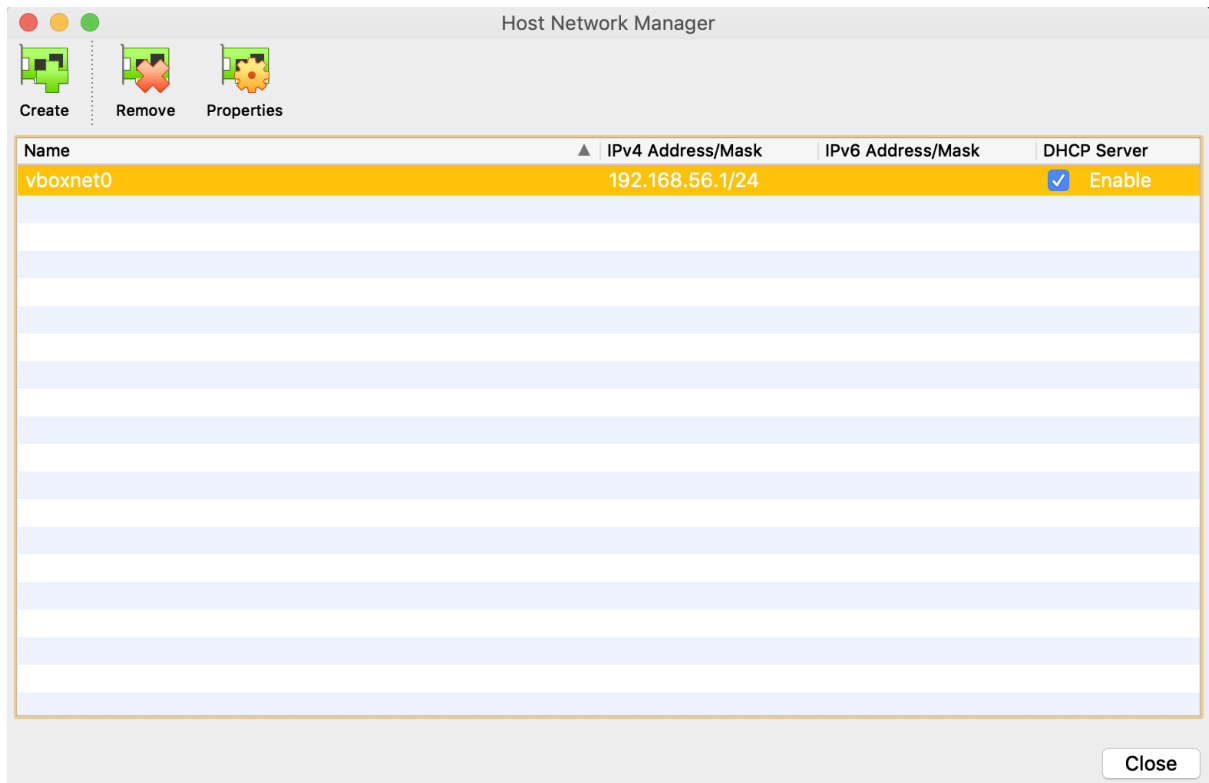 Host Network Manager
Create Remove Properties
Name IPv4 Address/Mask IPv6 Address/Mask DHCP Server
vboxnet0 192.168.56.1/24 Enable
Close